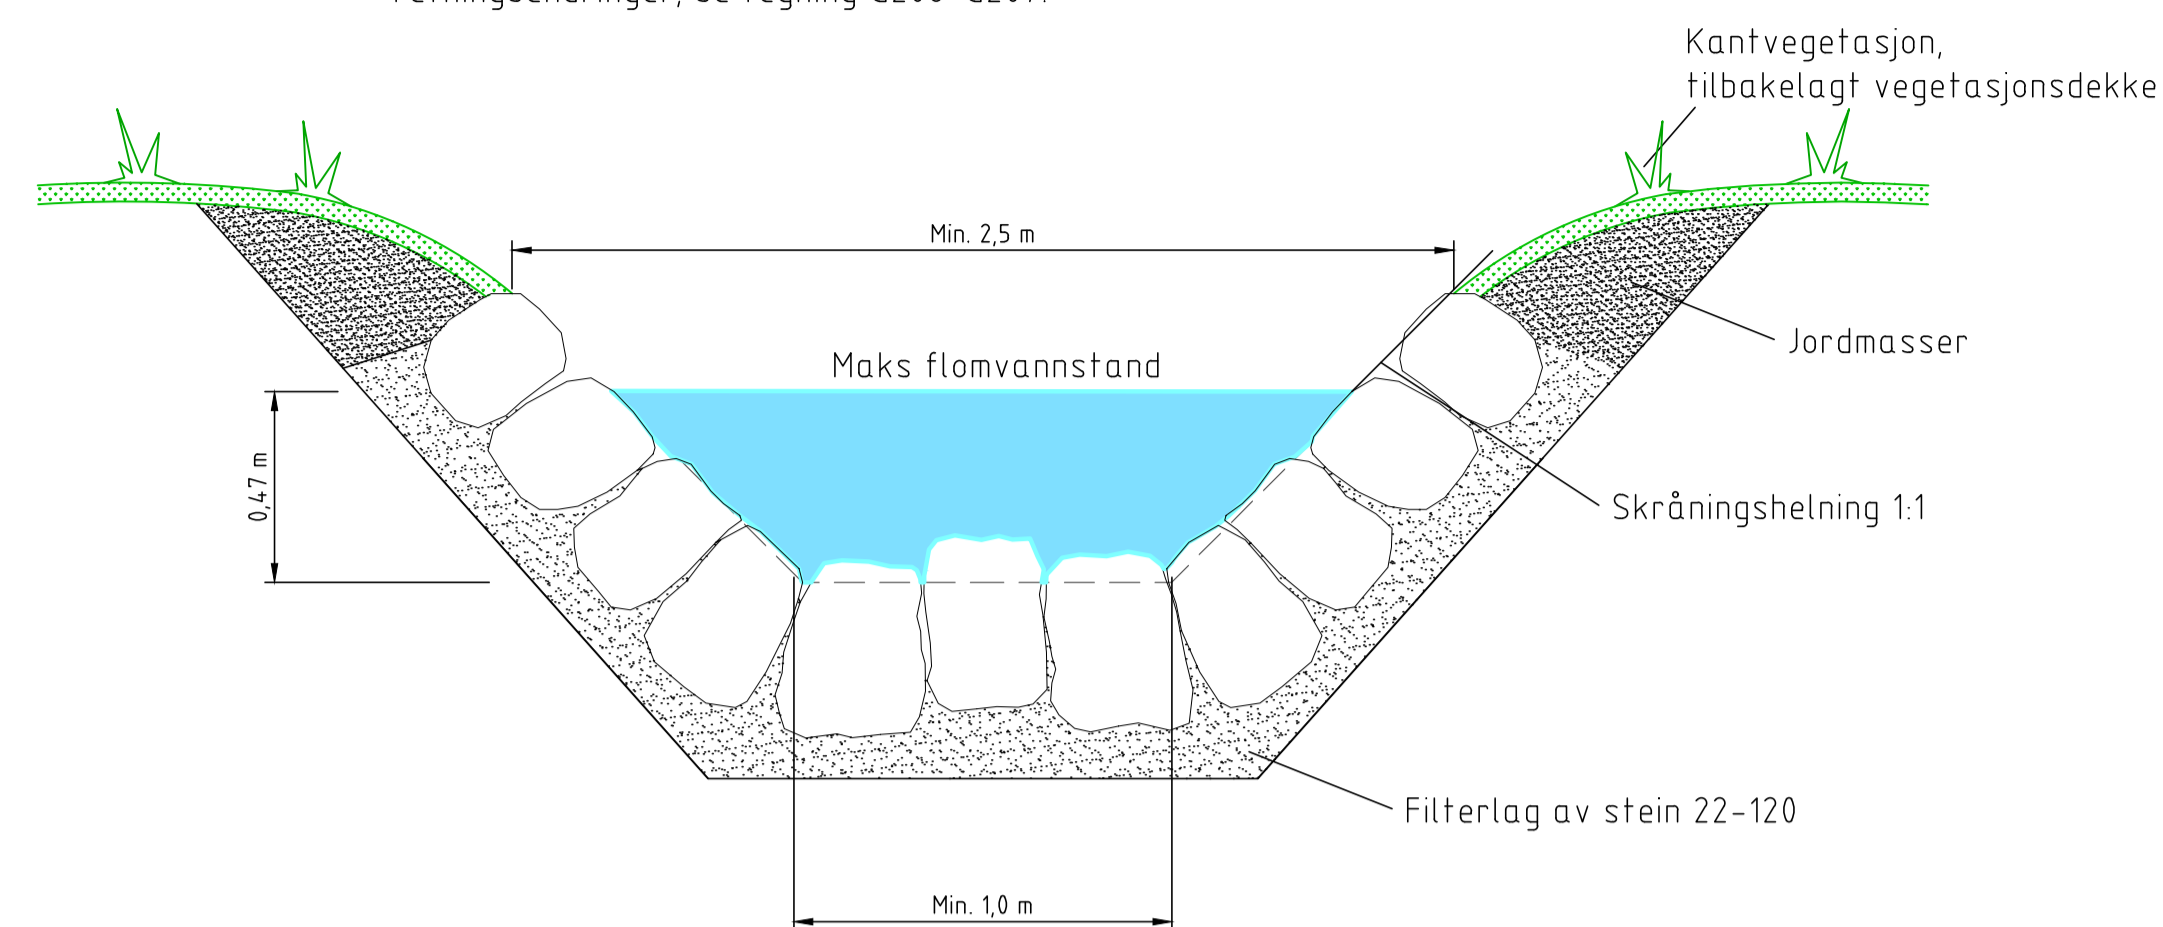 Kantvegetasjon,
tilbakelagt vegetasjonsdekke
Min. 2,5 m
Jordmasser
Maks flomvannstand
0,47 m
Skråningshelning 1:1
Filterlag av stein 22-120
Min. 1,0 m